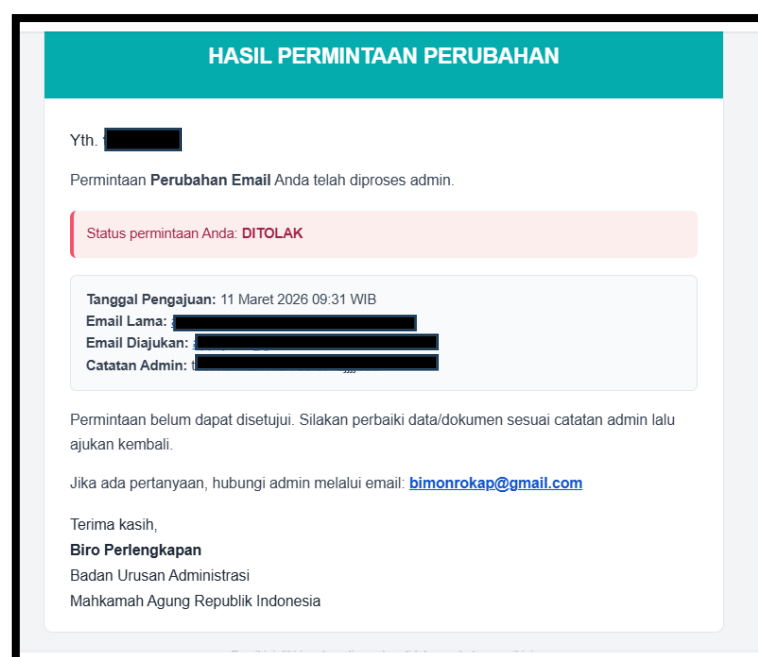 HASIL PERMINTAAN PERUBAHAN
Yth.
Permintaan Perubahan Email Anda telah diproses admin.
Status permintaan Anda: DITOLAK
Tanggal Pengajuan: 11 Maret 2026 09:31 WIB
Email Lama:
Email Diajukan:
Catatan Admin:
Permintaan belum dapat disetujui. Silakan perbaiki data/dokumen sesuai catatan admin lalu
ajukan kembali.
Jika ada pertanyaan, hubungi admin melalui email: bimonrokap@gmail.com
Terima kasih,
Biro Perlengkapan
Badan Urusan Administrasi
Mahkamah Agung Republik Indonesia